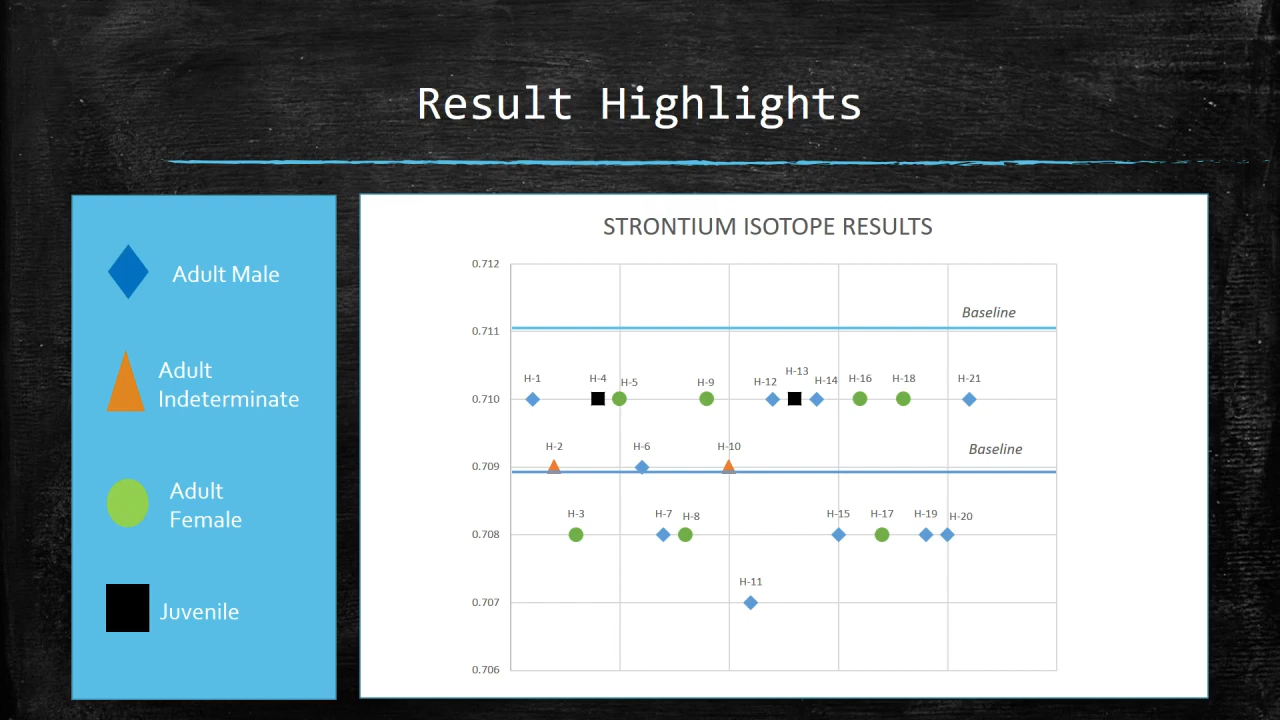 Result Highlights
Adult Male
Adult
Indeterminate
Adult
Female
Juvenile
STRONTIUM ISOTOPE RESULTS
0.712
Baseline
0.711
H-13
H-1 H-4 H-5 H-9 H-12 H-14 H-16 H-18 H-21
0.710
H-2 H-6 H-10 Baseline
0.709
H-3 H-7 H-8 H-15 H-17 H-19 H-20
0.708
H-11
0.707
0.706